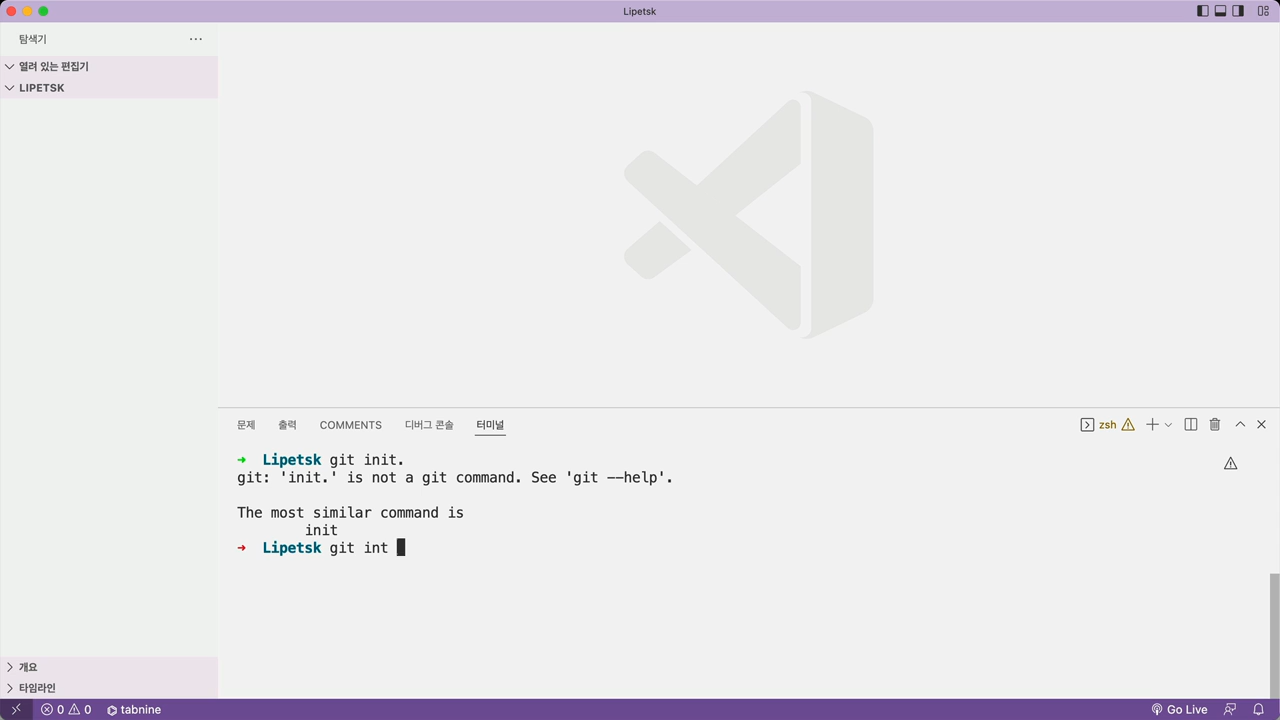 Lipetsk
탐색기
열려 있는 편집기
LIPETSK
문제 출력 COMMENTS 디버그 콘솔 터미널
zsh
➜ Lipetsk git init.
git: 'init.' is not a git command. See 'git --help'.
The most similar command is
init
➜ Lipetsk git int
개요
타임라인
0 0 tabnine
Go Live